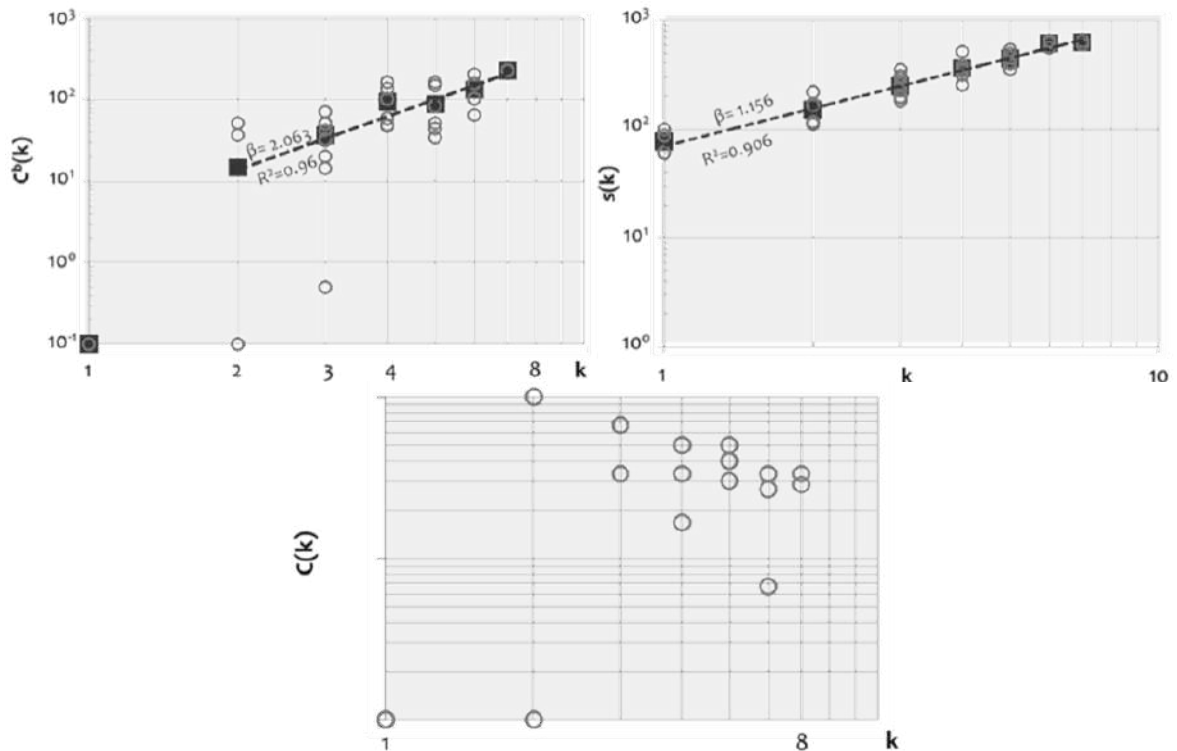 10³
10²
10¹
10⁰
10⁻¹
Cᵇ(k)
β= 2.063
R²=0.96
1 2 3 4 8 k
10³
10²
10¹
10⁰
s(k)
β= 1.156
R²=0.906
1 k 10
C(k)
1 8 k